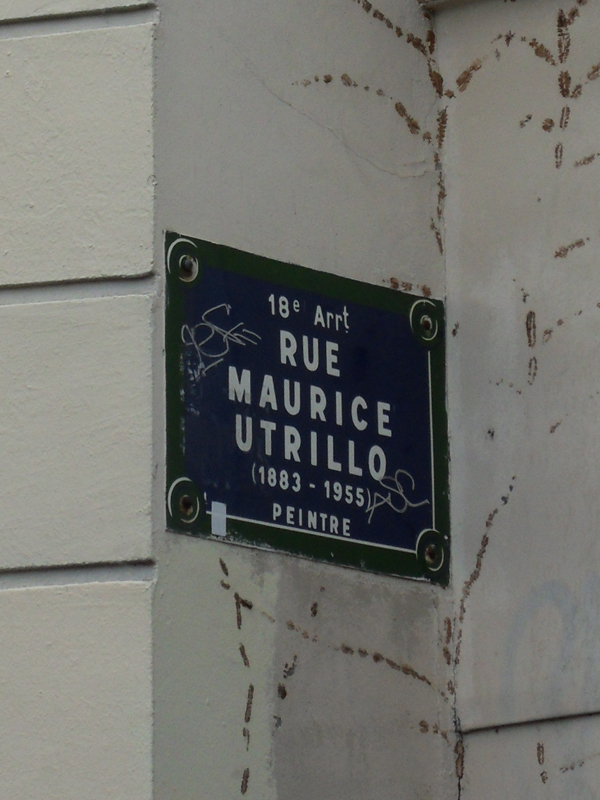 18e Arrt
RUE
MAURICE
UTRILLO
(1883 - 1955)
PEINTRE